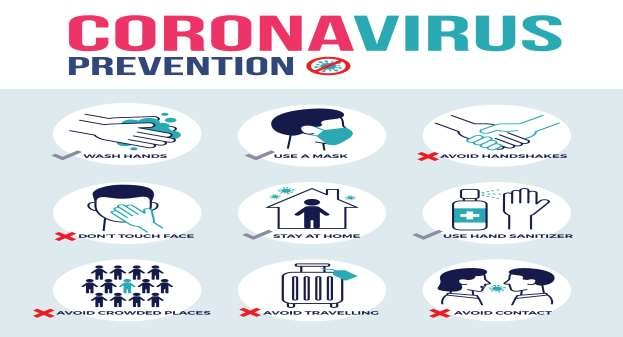 CORONAVIRUS
PREVENTION
WASH HANDS
USE A MASK
AVOID HANDSHAKES
DON'T TOUCH FACE
STAY AT HOME
USE HAND SANITIZER
AVOID CROWDED PLACES
AVOID TRAVELLING
AVOID CONTACT